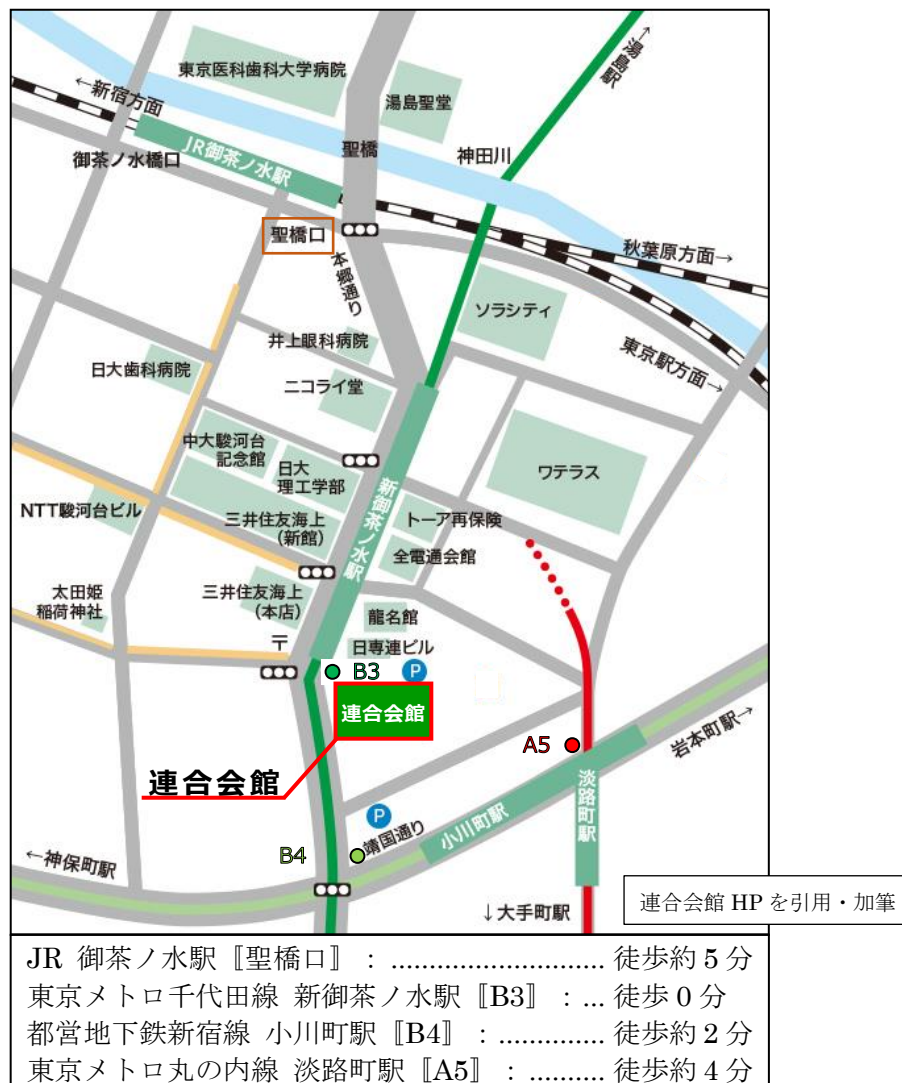 東京医科歯科大学病院
湯島聖堂
→湯島駅
←新宿方面
JR御茶ノ水駅
御茶ノ水橋口
聖橋
神田川
聖橋口
秋葉原方面→
本郷通り
ソラシティ
井上眼科病院
東京駅方面→
日大歯科病院
ニコライ堂
中大駿河台
記念館
日大
理工学部
ワテラス
新御茶ノ水駅
NTT駿河台ビル
三井住友海上
(新館)
トーア再保険
全電通会館
太田姫
稲荷神社
三井住友海上
(本店)
龍名館
〒
日専連ビル
B3
P
連合会館
A5
岩本町駅→
連合会館
P
淡路町駅
靖国通り
小川町駅
B4
←神保町駅
↓大手町駅
連合会館 HP を引用・加筆
JR 御茶ノ水駅『聖橋口』: ........................... 徒歩約 5 分
東京メトロ千代田線 新御茶ノ水駅『B3』: ... 徒歩 0 分
都営地下鉄新宿線 小川町駅『B4』: ............. 徒歩約 2 分
東京メトロ丸の内線 淡路町駅『A5』: .......... 徒歩約 4 分